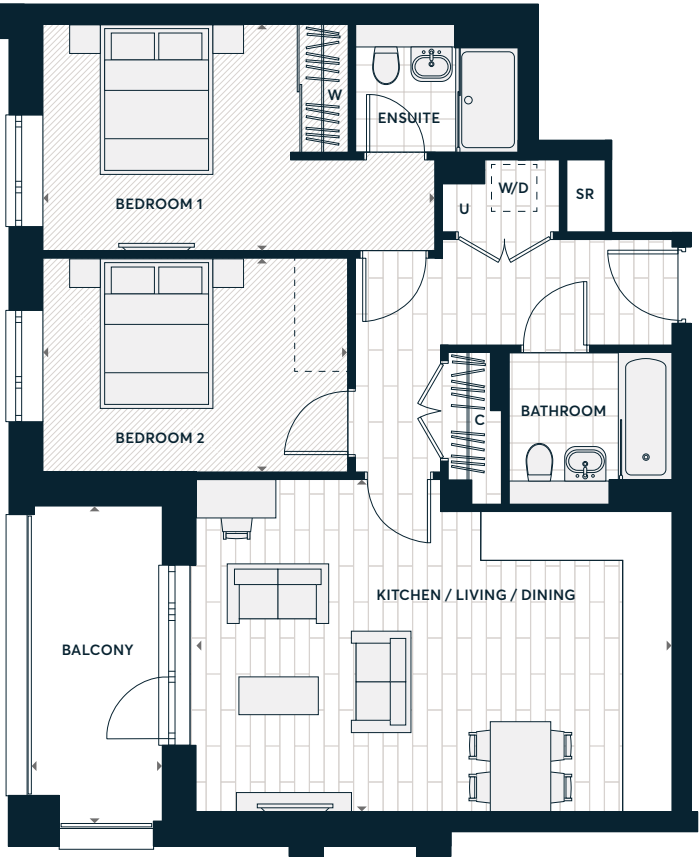 W
ENSUITE
BEDROOM 1
W/D
SR
U
BEDROOM 2
BATHROOM
C
KITCHEN / LIVING / DINING
BALCONY